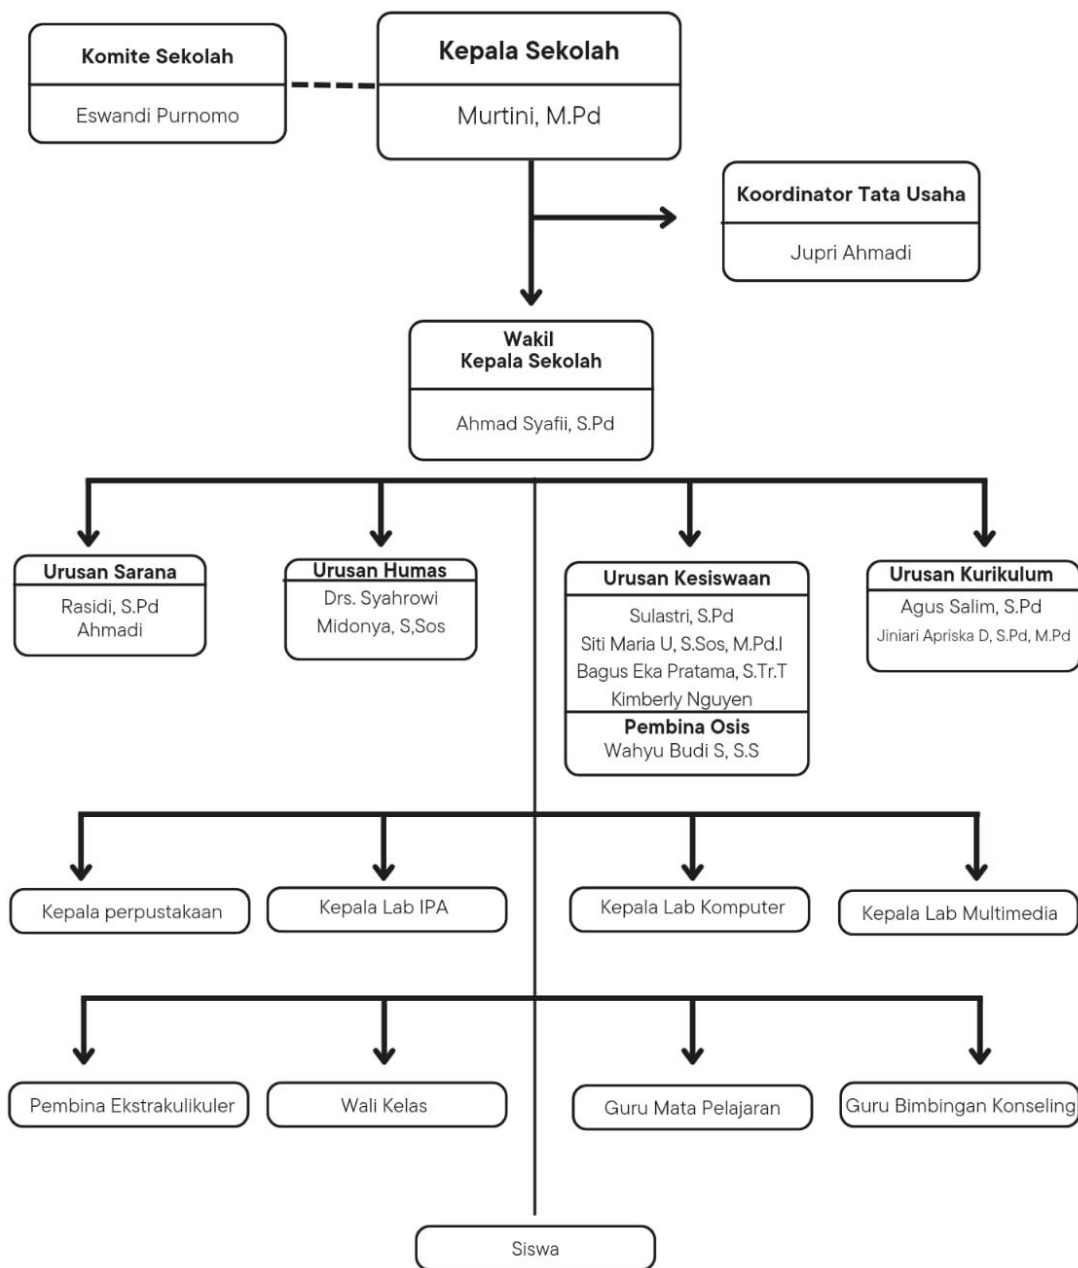 Komite Sekolah
Eswandi Purnomo
Kepala Sekolah
Murtini, M.Pd
Koordinator Tata Usaha
Jupri Ahmadi
Wakil
Kepala Sekolah
Ahmad Syafii, S.Pd
Urusan Sarana
Rasidi, S.Pd
Ahmadi
Urusan Humas
Drs. Syahrowi
Midonya, S,Sos
Urusan Kesiswaan
Sulastri, S.Pd
Siti Maria U, S.Sos, M.Pd.I
Bagus Eka Pratama, S.Tr.T
Kimberly Nguyen
Pembina Osis
Wahyu Budi S, S.S
Urusan Kurikulum
Agus Salim, S.Pd
Jiniari Apriska D, S.Pd, M.Pd
Kepala perpustakaan
Kepala Lab IPA
Kepala Lab Komputer
Kepala Lab Multimedia
Pembina Ekstrakulikuler
Wali Kelas
Guru Mata Pelajaran
Guru Bimbingan Konseling
Siswa